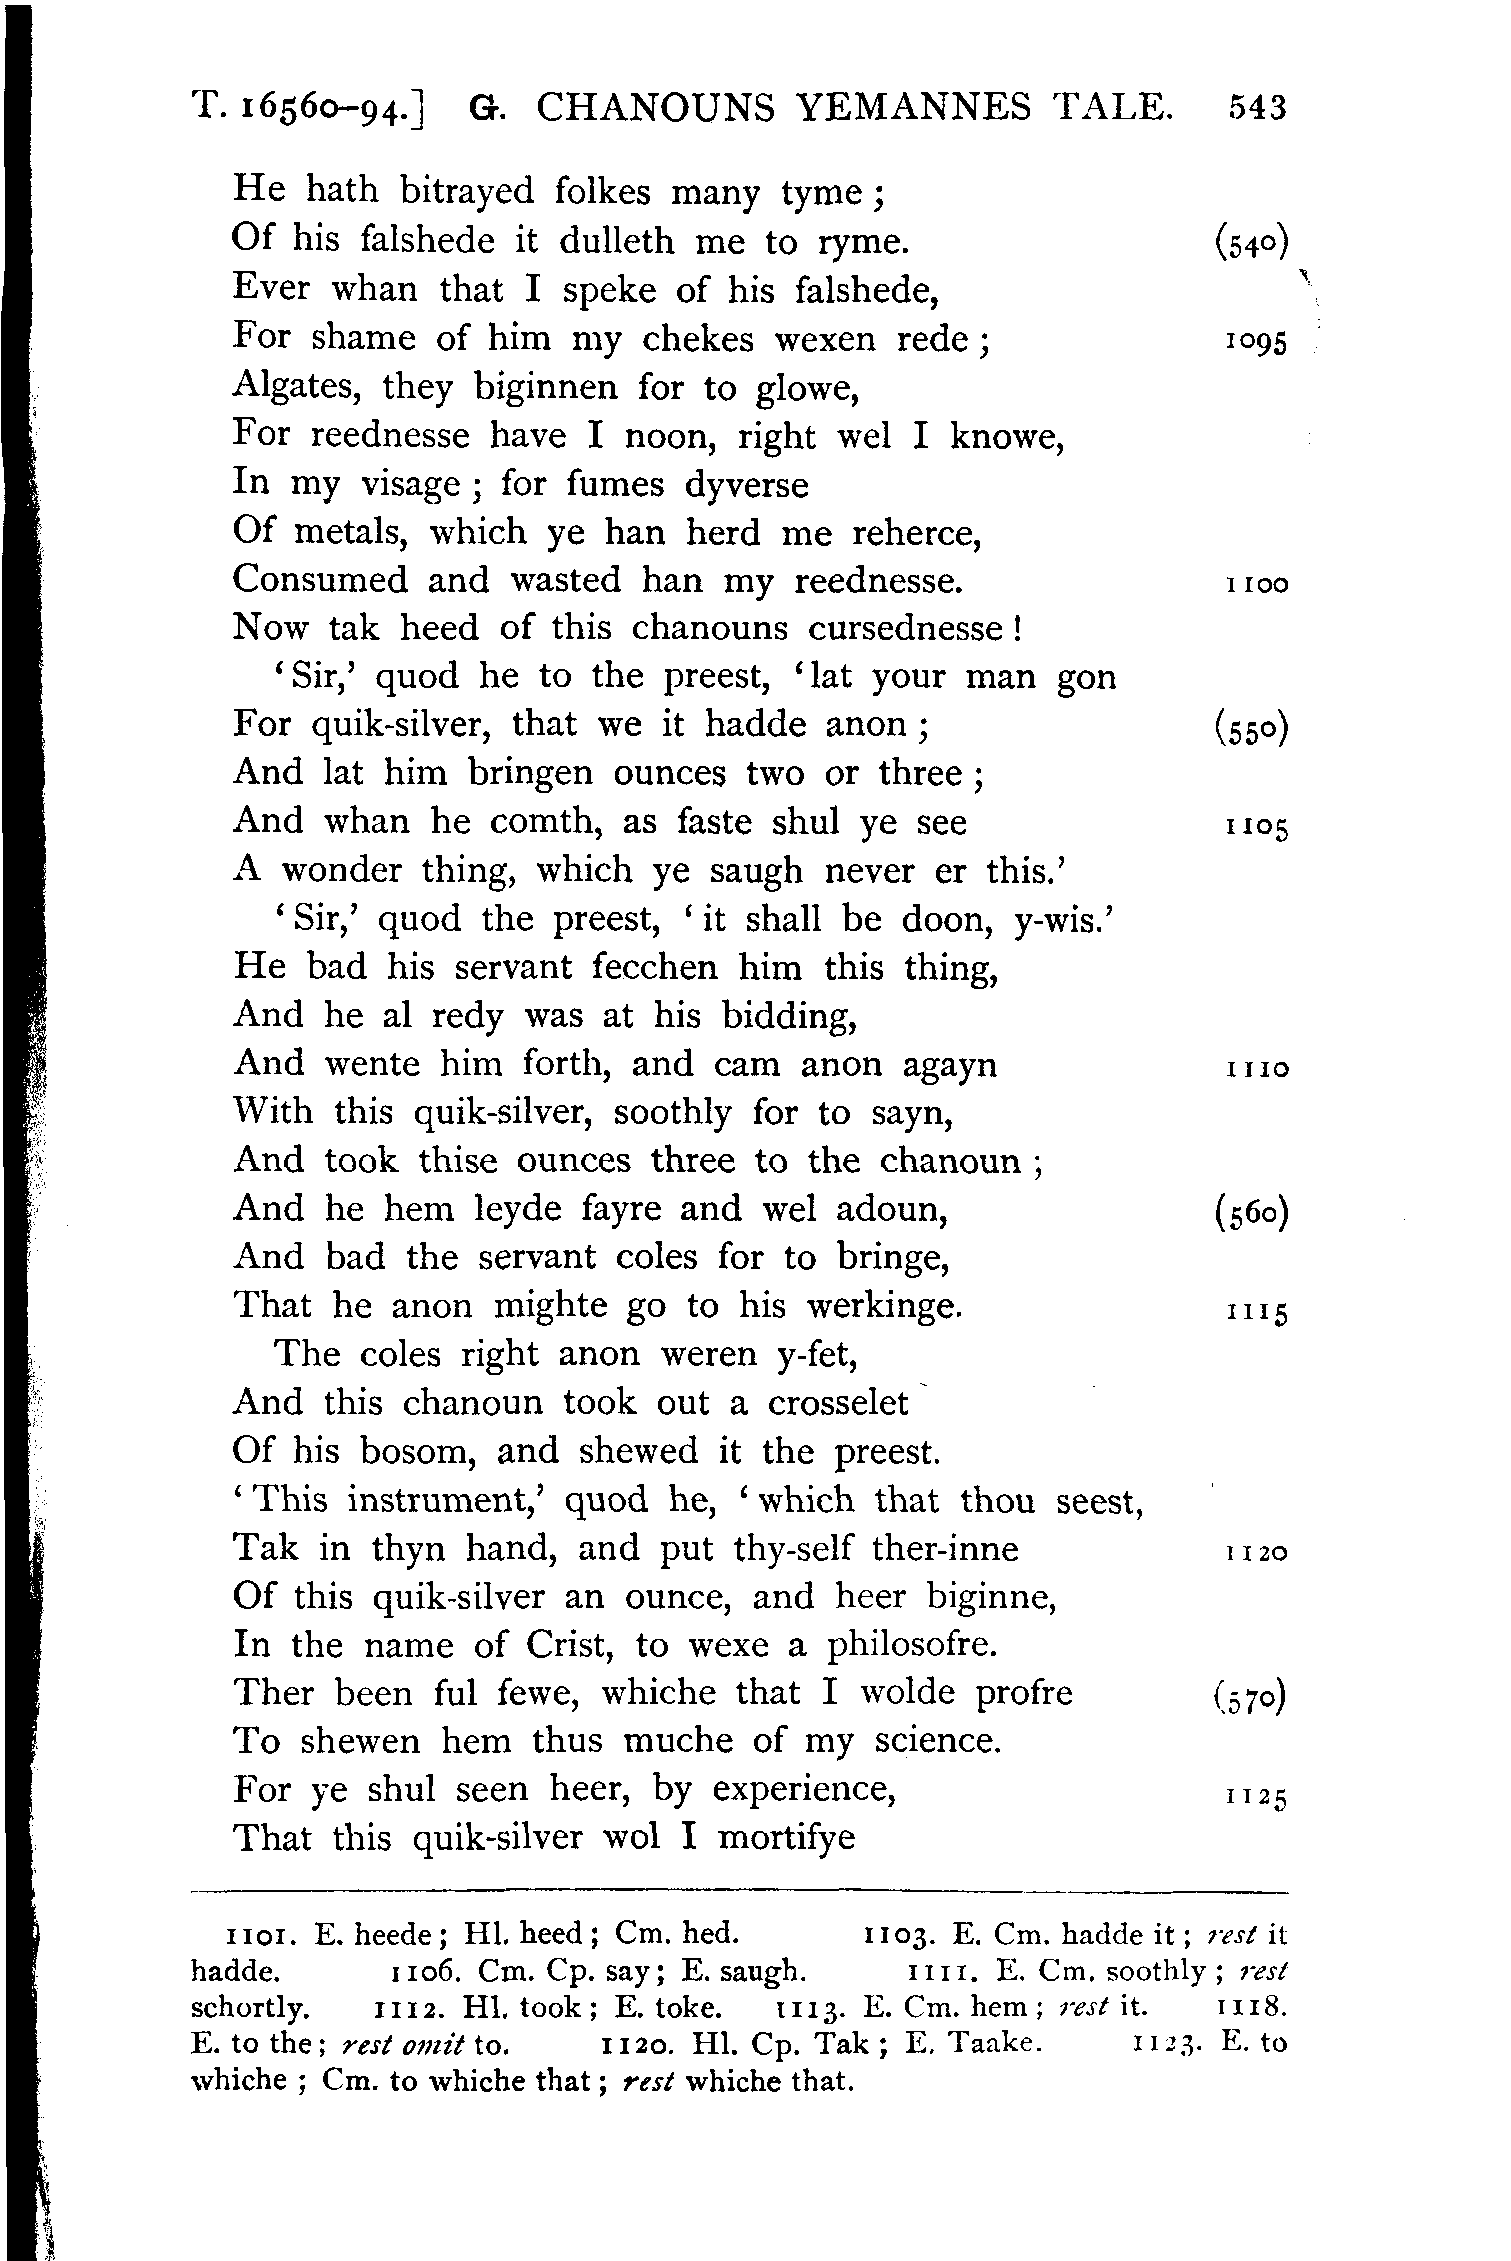 T. 16560–94.] G. CHANOUNS YEMANNES TALE. 543
He hath bitrayed folkes many tyme ;
Of his falshede it dulleth me to ryme. (540)
Ever whan that I speke of his falshede,
For shame of him my chekes wexen rede ; 1095
Algates, they biginnen for to glowe,
For reednesse have I noon, right wel I knowe,
In my visage ; for fumes dyverse
Of metals, which ye han herd me reherce,
Consumed and wasted han my reednesse. 1100
Now tak heed of this chanouns cursednesse !
‘Sir,’ quod he to the preest, ‘lat your man gon
For quik-silver, that we it hadde anon ; (550)
And lat him bringen ounces two or three ;
And whan he comth, as faste shul ye see 1105
A wonder thing, which ye saugh never er this.’
‘Sir,’ quod the preest, ‘it shall be doon, y-wis.’
He bad his servant fecchen him this thing,
And he al redy was at his bidding,
And wente him forth, and cam anon agayn 1110
With this quik-silver, soothly for to sayn,
And took thise ounces three to the chanoun ;
And he hem leyde fayre and wel adoun, (560)
And bad the servant coles for to bringe,
That he anon mighte go to his werkinge. 1115
The coles right anon weren y-fet,
And this chanoun took out a crosselet
Of his bosom, and shewed it the preest.
‘This instrument,’ quod he, ‘which that thou seest,
Tak in thyn hand, and put thy-self ther-inne 1120
Of this quik-silver an ounce, and heer biginne,
In the name of Crist, to wexe a philosofre.
Ther been ful fewe, whiche that I wolde profre (570)
To shewen hem thus muche of my science.
For ye shul seen heer, by experience, 1125
That this quik-silver wol I mortifye
1101. E. heede ; Hl. heed ; Cm. hed. 1103. E. Cm. hadde it ; rest it
hadde. 1106. Cm. Cp. say ; E. saugh. 1111. E. Cm. soothly ; rest
schortly. 1112. Hl. took ; E. toke. 1113. E. Cm. hem ; rest it. 1118.
E. to the ; rest omit to. 1120. Hl. Cp. Tak ; E. Taake. 1123. E. to
whiche ; Cm. to whiche that ; rest whiche that.